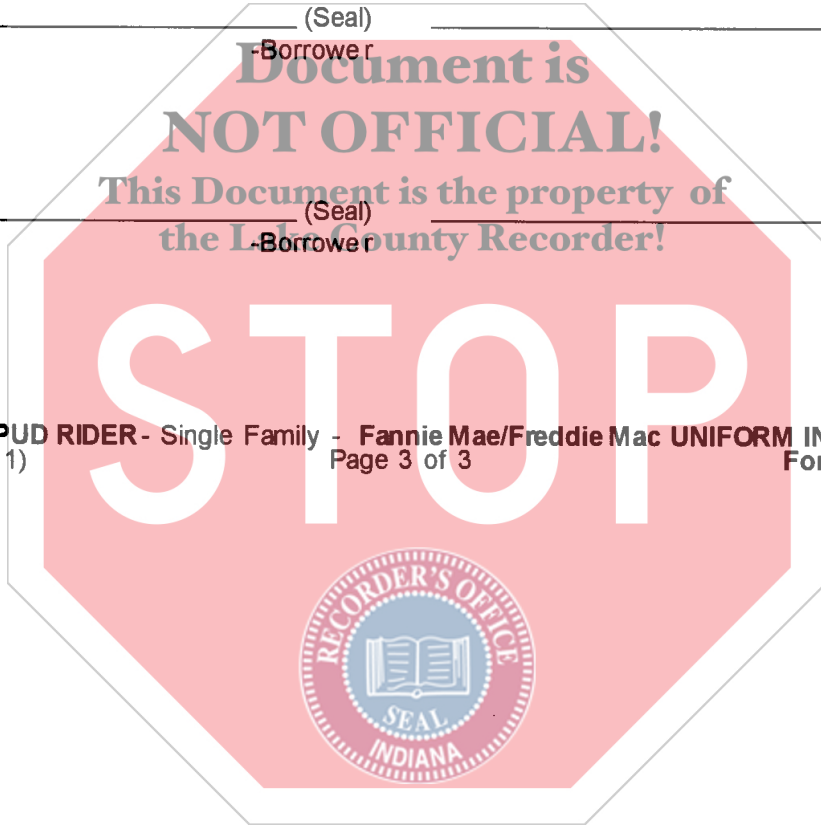 (Seal)
-Borrower
Document is
NOT OFFICIAL!
This Document is the property of
the Lake County Recorder!
(Seal)
-Borrower
STOP
PUD RIDER - Single Family - Fannie Mae/Freddie Mac UNIFORM IN
1) Page 3 of 3 For
RECORDER'S OFFICE
SEAL
INDIANA